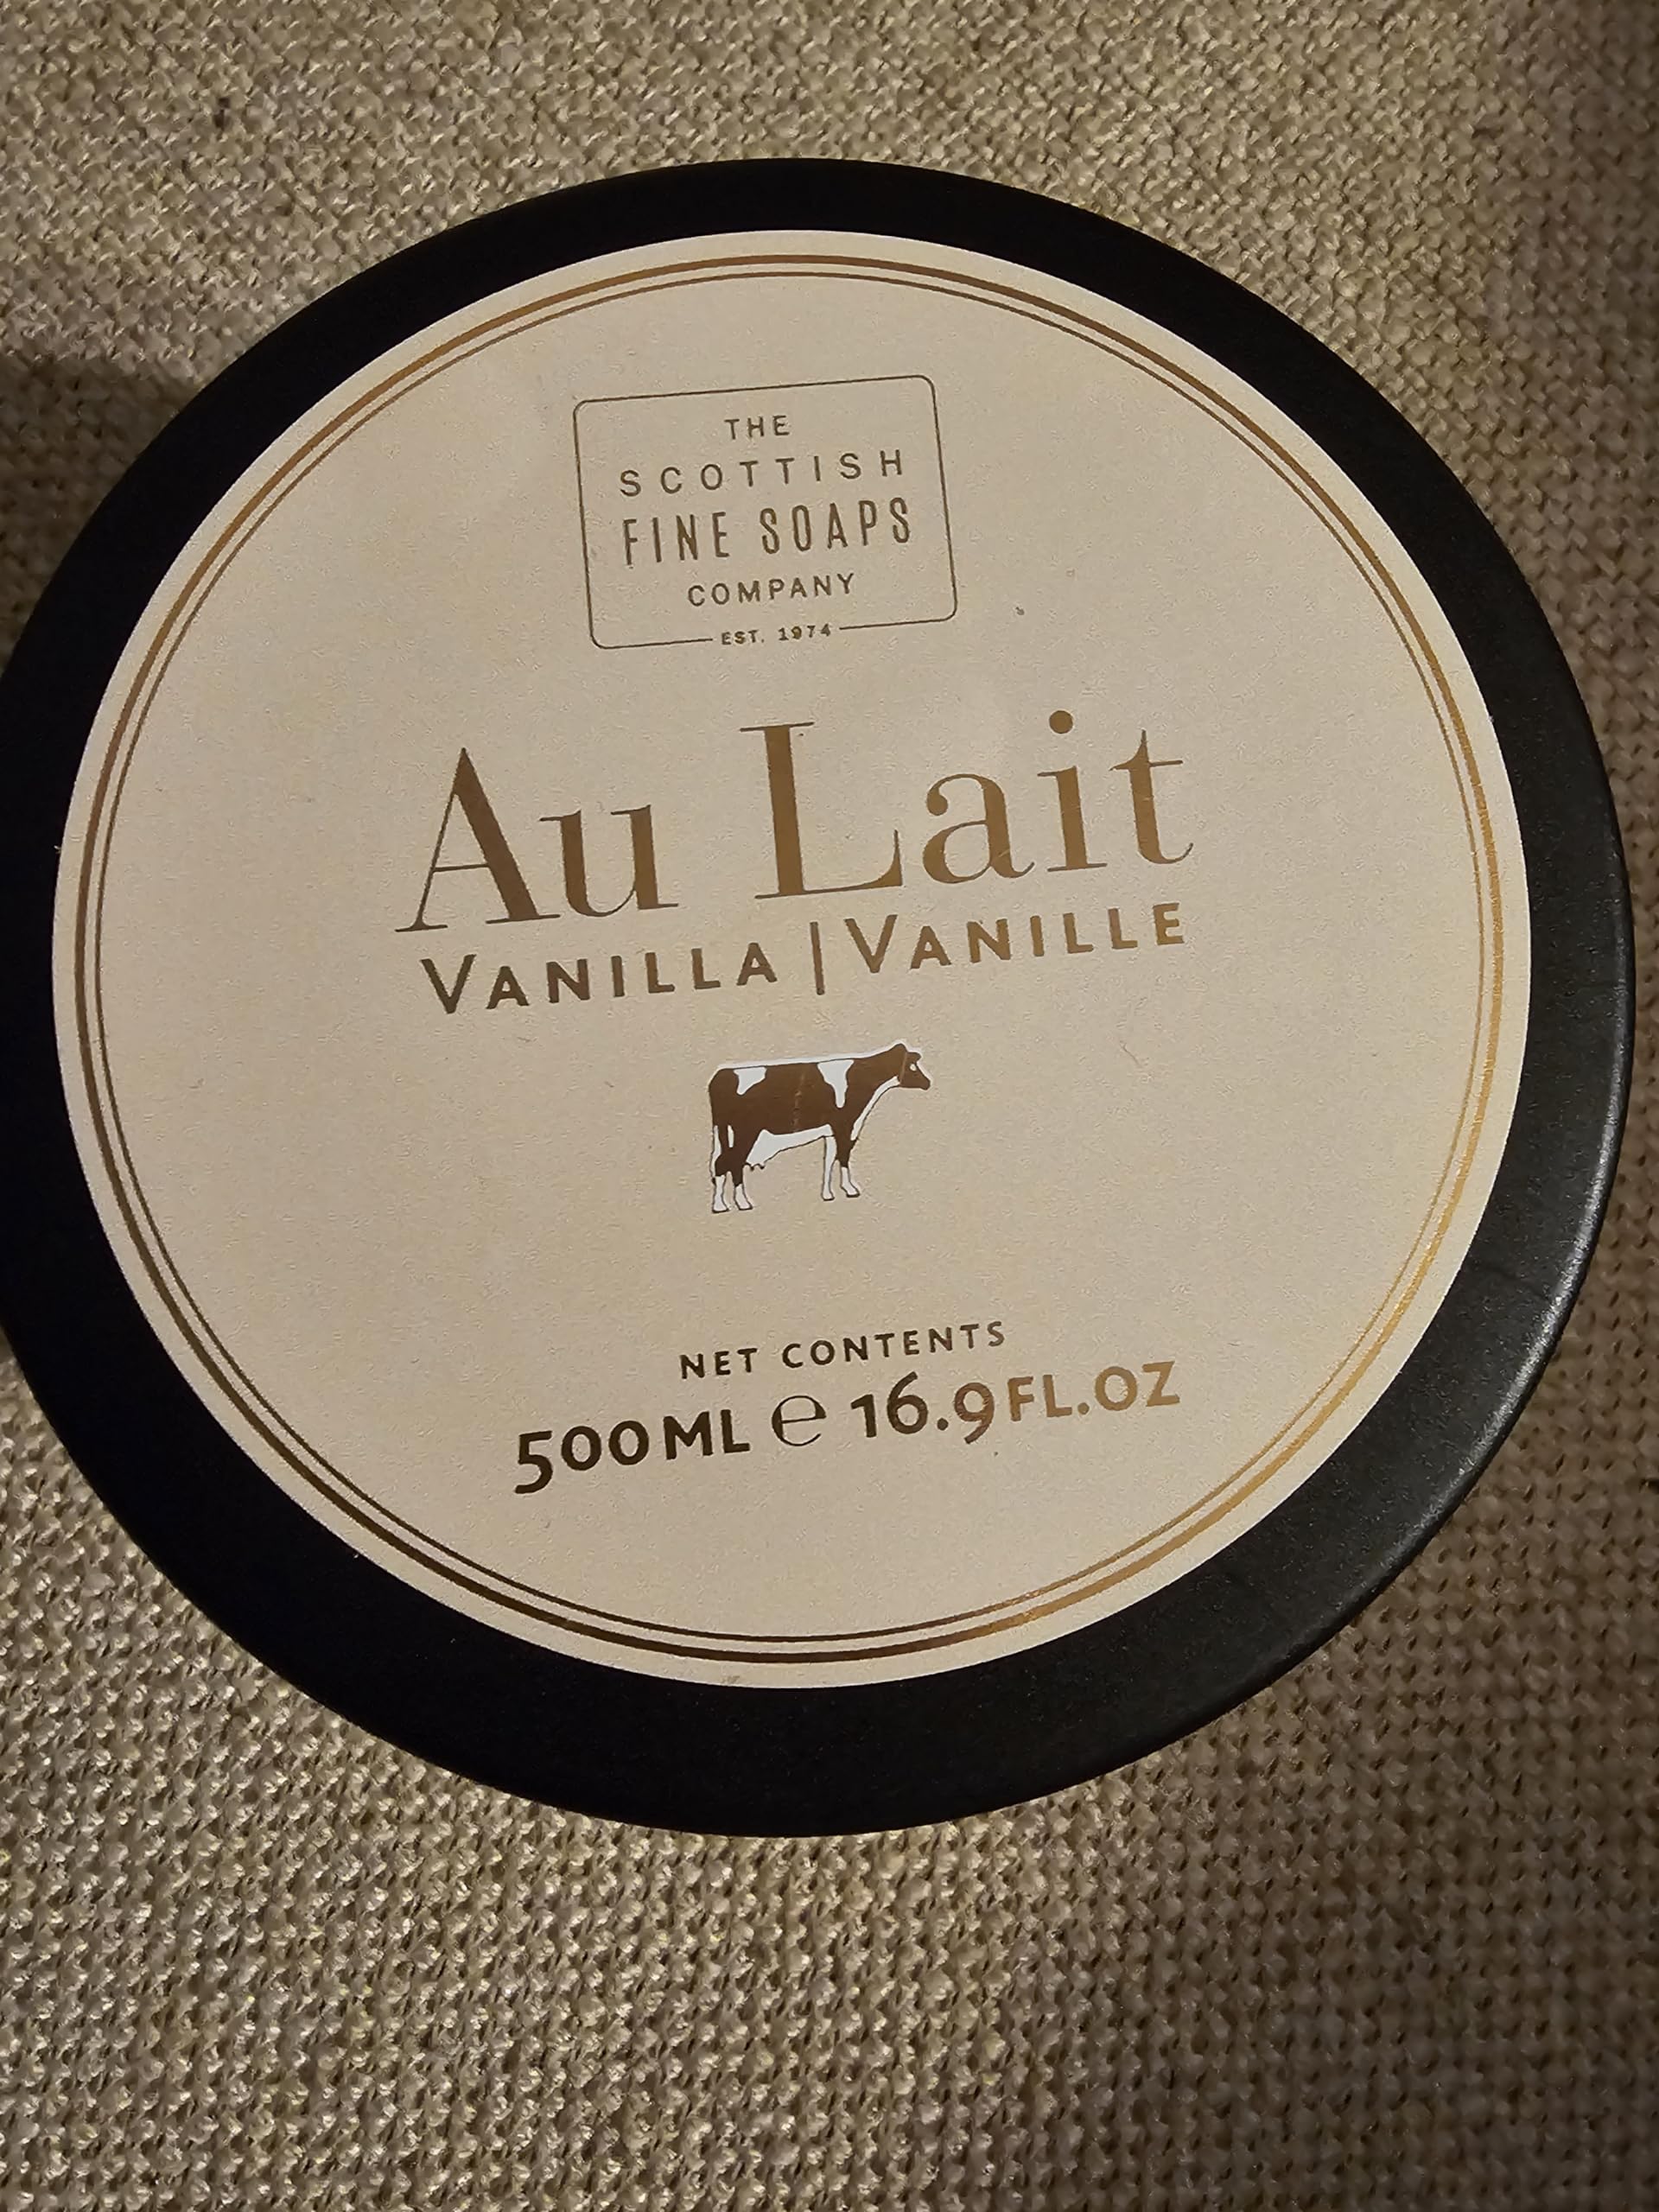 THE
SCOTTISH
FINE SOAPS
COMPANY
EST. 1974
Au Lait
VANILLA | VANILLE
NET CONTENTS
500ML ℮ 16.9FL.OZ